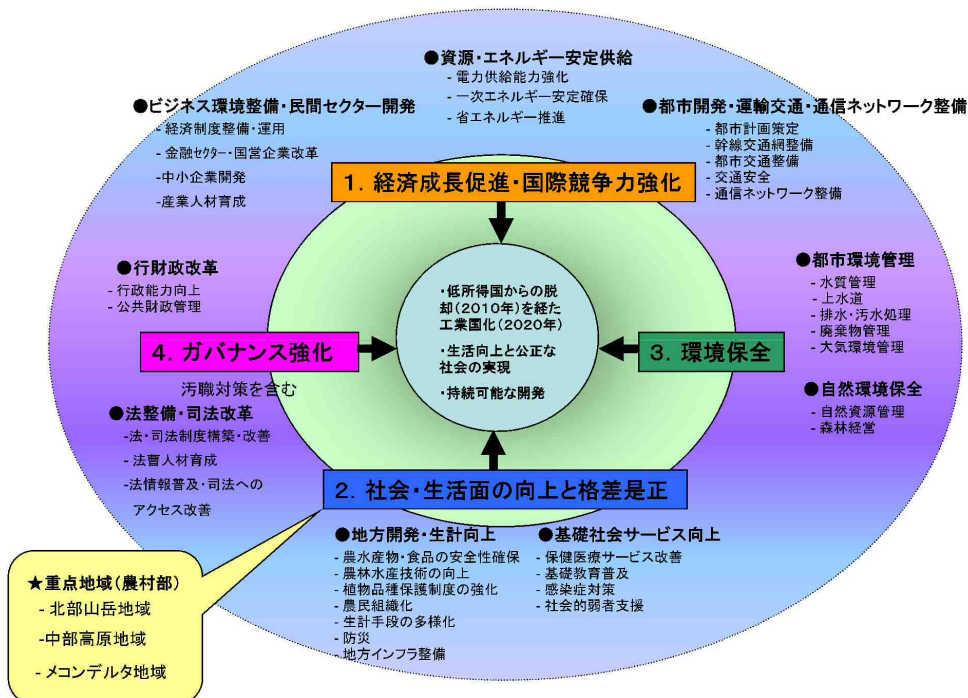 ●資源・エネルギー安定供給
- 電力供給能力強化
- 一次エネルギー安定確保
- 省エネルギー推進
●ビジネス環境整備・民間セクター開発
- 経済制度整備・運用
- 金融セクター・国営企業改革
-中小企業開発
- 産業人材育成
●都市開発・運輸交通・通信ネットワーク整備
- 都市計画策定
- 幹線交通網整備
- 都市交通整備
- 交通安全
- 通信ネットワーク整備
1. 経済成長促進・国際競争力強化
●行財政改革
- 行政能力向上
- 公共財政管理
・低所得国からの脱
却(2010年)を経た
工業国化(2020年)
・生活向上と公正な
社会の実現
・持続可能な開発
●都市環境管理
- 水質管理
- 上水道
- 排水・汚水処理
- 廃棄物管理
- 大気環境管理
4. ガバナンス強化
汚職対策を含む
3. 環境保全
●自然環境保全
- 自然資源管理
- 森林経営
●法整備・司法改革
-法・司法制度構築・改善
- 法曹人材育成
-法情報普及・司法への
アクセス改善
2. 社会・生活面の向上と格差是正
●地方開発・生計向上
- 農水産物・食品の安全性確保
- 農林水産技術の向上
- 植物品種保護制度の強化
- 農民組織化
- 生計手段の多様化
- 防災
- 地方インフラ整備
●基礎社会サービス向上
- 保健医療サービス改善
- 基礎教育普及
- 感染症対策
- 社会的弱者支援
★重点地域(農村部)
- 北部山岳地域
-中部高原地域
- メコンデルタ地域